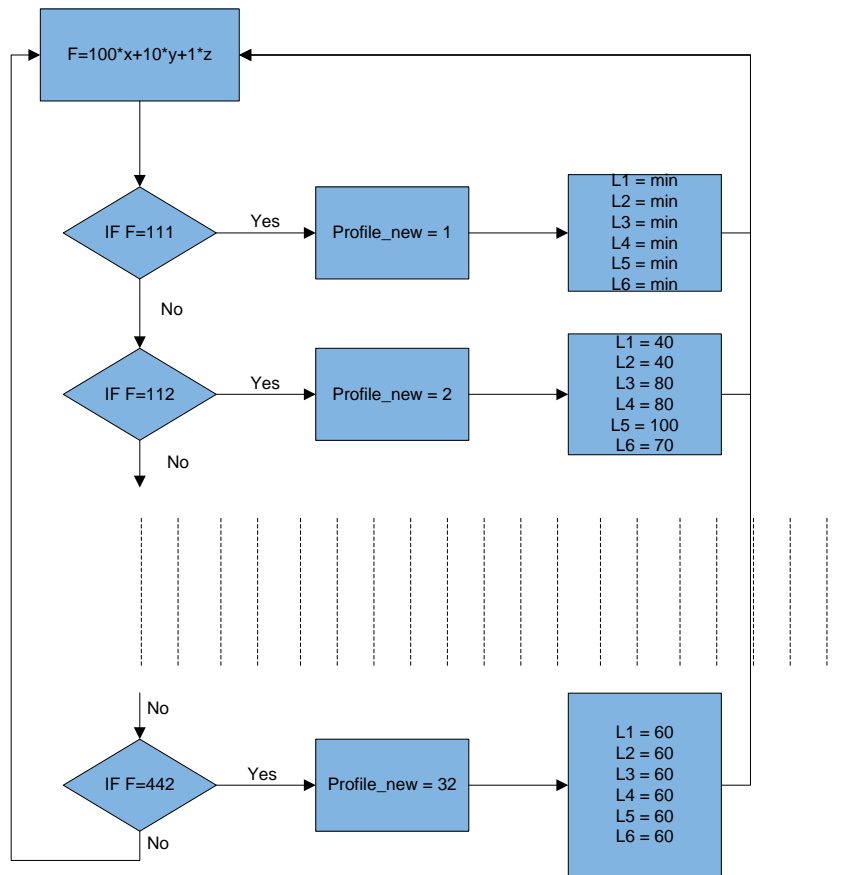 F=100*x+10*y+1*z
IF F=111
Yes
Profile_new = 1
L1 = min
L2 = min
L3 = min
L4 = min
L5 = min
L6 = min
No
IF F=112
Yes
Profile_new = 2
L1 = 40
L2 = 40
L3 = 80
L4 = 80
L5 = 100
L6 = 70
No
No
IF F=442
Yes
Profile_new = 32
L1 = 60
L2 = 60
L3 = 60
L4 = 60
L5 = 60
L6 = 60
No